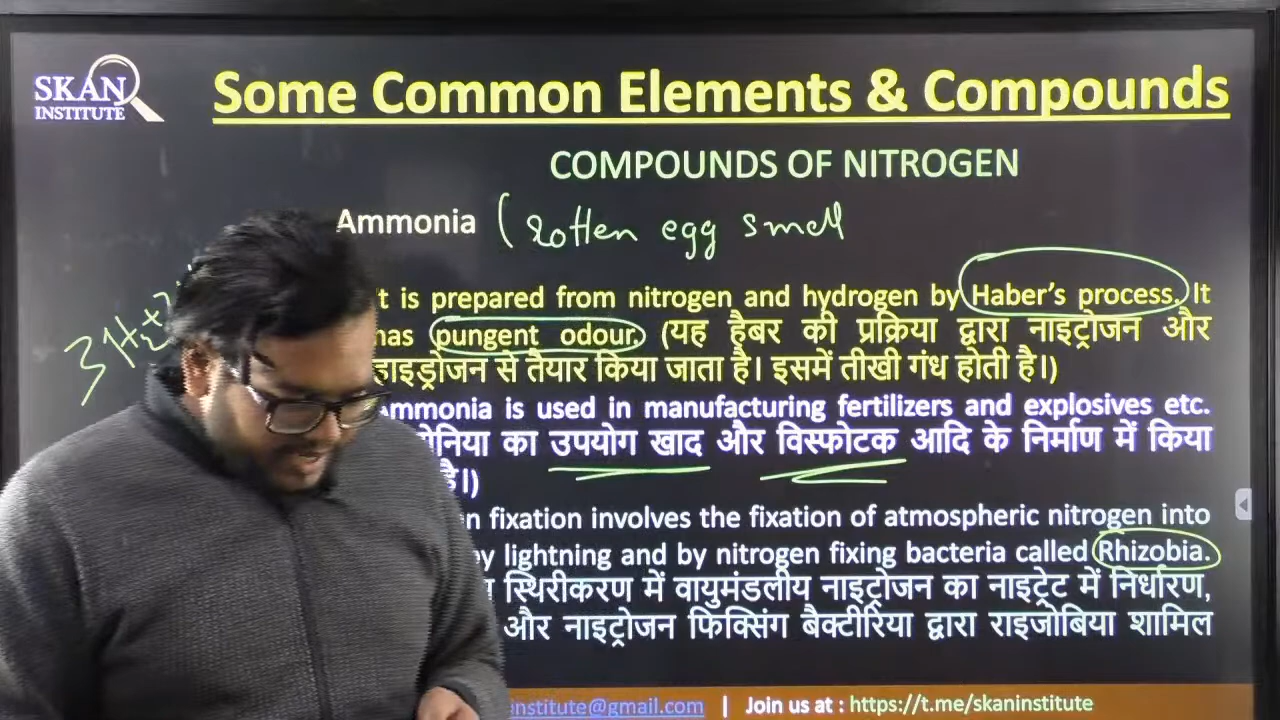 SKAN
INSTITUTE
Some Common Elements & Compounds
COMPOUNDS OF NITROGEN
Ammonia ( rotten egg smell
It is prepared from nitrogen and hydrogen by Haber's process. It
has pungent odour. (यह हैबर की प्रक्रिया द्वारा नाइट्रोजन और
हाइड्रोजन से तैयार किया जाता है। इसमें तीखी गंध होती है।)
Ammonia is used in manufacturing fertilizers and explosives etc.
का उपयोग खाद और विस्फोटक आदि के निर्माण में किया
है।)
fixation involves the fixation of atmospheric nitrogen into
by lightning and by nitrogen fixing bacteria called Rhizobia.
स्थिरीकरण में वायुमंडलीय नाइट्रोजन का नाइट्रेट में निर्धारण,
और नाइट्रोजन फिक्सिंग बैक्टीरिया द्वारा राइजोबिया शामिल
3H2+
nstitute@gmail.com | Join us at : https://t.me/skaninstitute